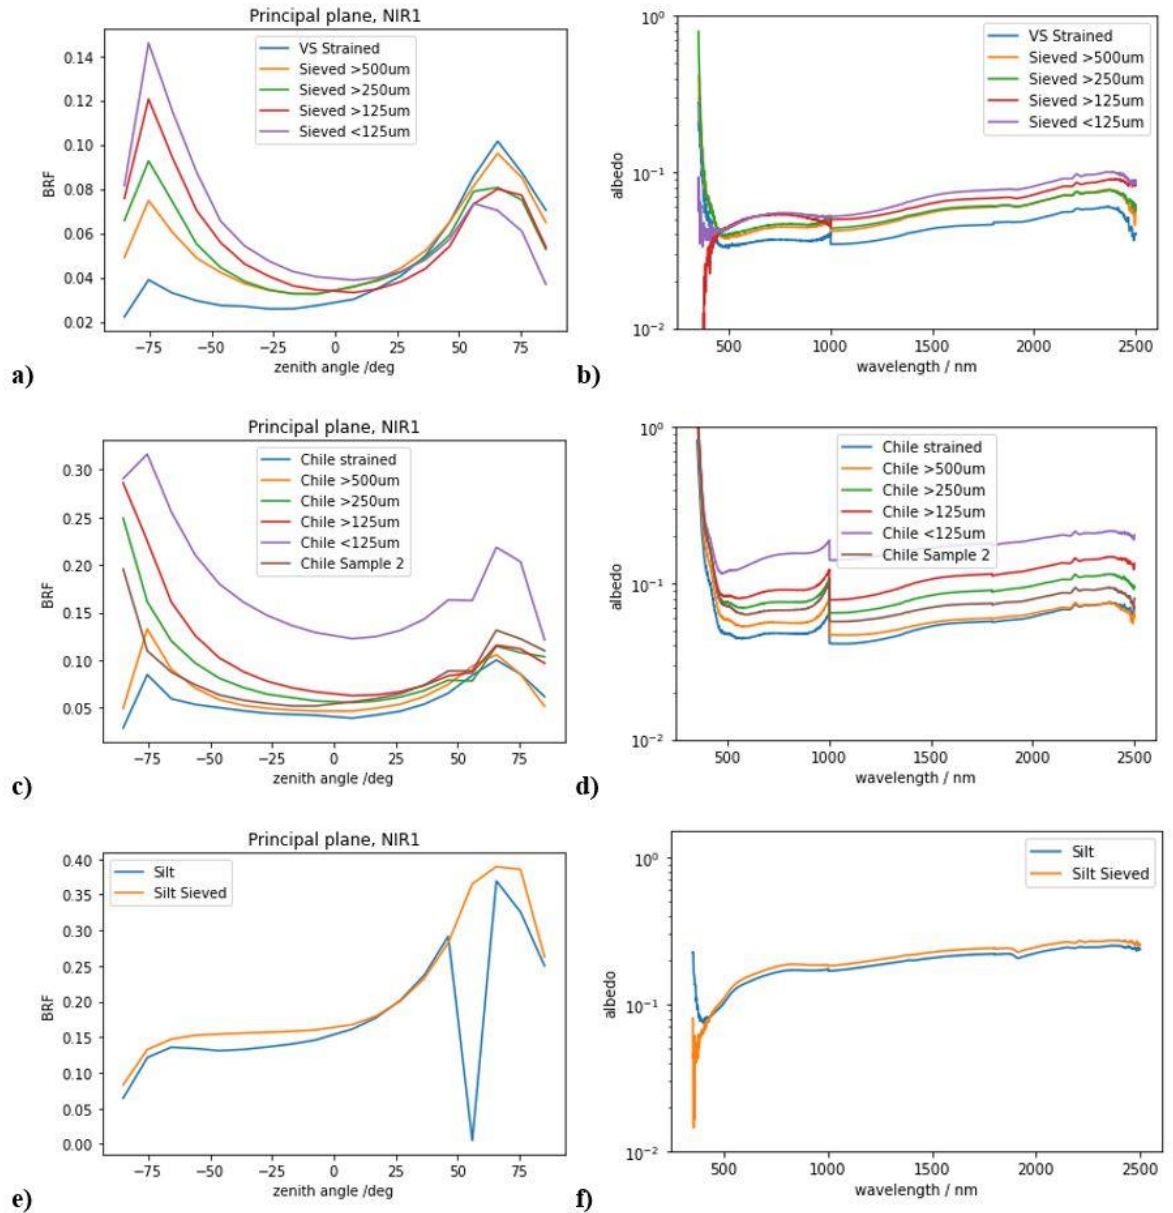 Principal plane, NIR1
VS Strained
Sieved >500um
Sieved >250um
Sieved >125um
Sieved <125um
0.14
0.12
0.10
0.08
0.06
0.04
0.02
BRF
−75
−50
−25
0
25
50
75
zenith angle /deg
a)
VS Strained
Sieved >500um
Sieved >250um
Sieved >125um
Sieved <125um
10⁰
10⁻¹
10⁻²
albedo
500
1000
1500
2000
2500
wavelength / nm
b)
Principal plane, NIR1
Chile strained
Chile >500um
Chile >250um
Chile >125um
Chile <125um
Chile Sample 2
0.30
0.25
0.20
0.15
0.10
0.05
BRF
−75
−50
−25
0
25
50
75
zenith angle /deg
c)
Chile strained
Chile >500um
Chile >250um
Chile >125um
Chile <125um
Chile Sample 2
10⁰
10⁻¹
10⁻²
albedo
500
1000
1500
2000
2500
wavelength / nm
d)
Principal plane, NIR1
Silt
Silt Sieved
0.40
0.35
0.30
0.25
0.20
0.15
0.10
0.05
0.00
BRF
−75
−50
−25
0
25
50
75
zenith angle /deg
e)
Silt
Silt Sieved
10⁰
10⁻¹
10⁻²
albedo
500
1000
1500
2000
2500
wavelength / nm
f)